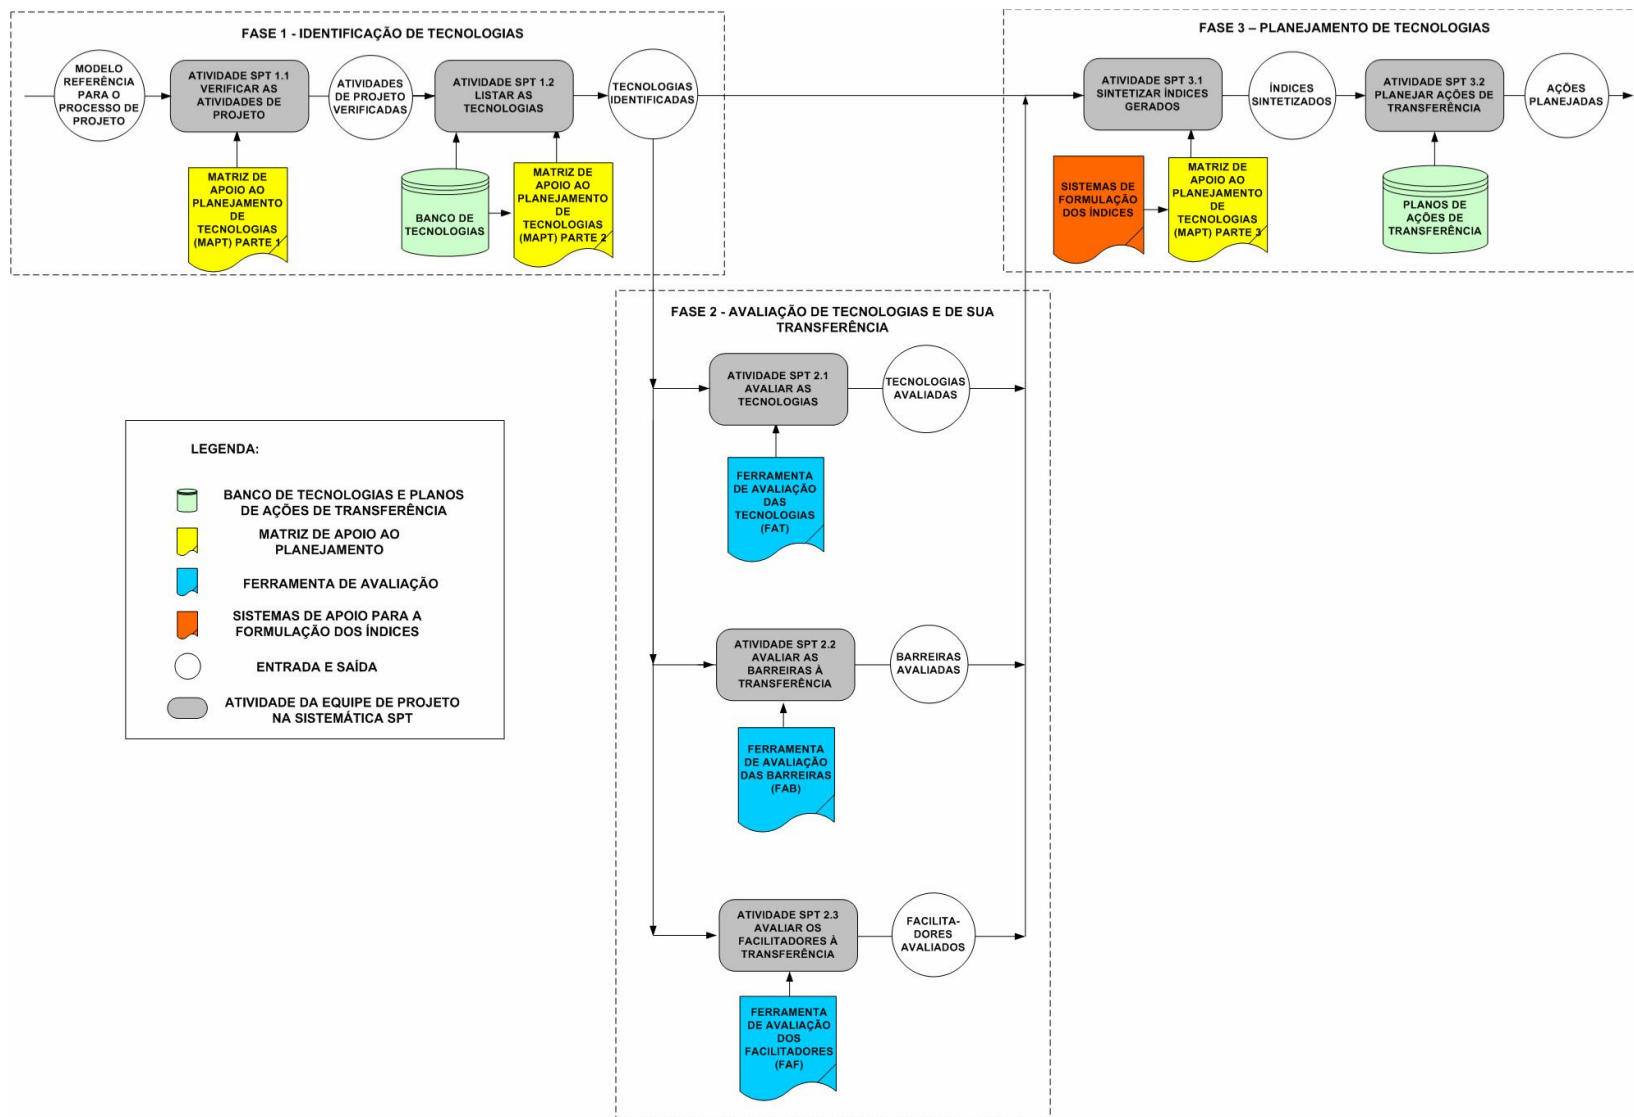 FASE 1 - IDENTIFICAÇÃO DE TECNOLOGIAS
MODELO
REFERÊNCIA
PARA O
PROCESSO DE
PROJETO
ATIVIDADE SPT 1.1
VERIFICAR AS
ATIVIDADES DE
PROJETO
ATIVIDADES
DE PROJETO
VERIFICADAS
ATIVIDADE SPT 1.2
LISTAR AS
TECNOLOGIAS
TECNOLOGIAS
IDENTIFICADAS
MATRIZ DE
APOIO AO
PLANEJAMENTO
DE
TECNOLOGIAS
(MAPT) PARTE 1
BANCO DE
TECNOLOGIAS
MATRIZ DE
APOIO AO
PLANEJAMENTO
DE
TECNOLOGIAS
(MAPT) PARTE 2
FASE 3 – PLANEJAMENTO DE TECNOLOGIAS
ATIVIDADE SPT 3.1
SINTETIZAR ÍNDICES
GERADOS
ÍNDICES
SINTETIZADOS
ATIVIDADE SPT 3.2
PLANEJAR AÇÕES DE
TRANSFERÊNCIA
AÇÕES
PLANEJADAS
SISTEMAS DE
FORMULAÇÃO
DOS ÍNDICES
MATRIZ DE
APOIO AO
PLANEJAMENTO
DE
TECNOLOGIAS
(MAPT) PARTE 3
PLANOS DE
AÇÕES DE
TRANSFERÊNCIA
FASE 2 - AVALIAÇÃO DE TECNOLOGIAS E DE SUA
TRANSFERÊNCIA
ATIVIDADE SPT 2.1
AVALIAR AS
TECNOLOGIAS
TECNOLOGIAS
AVALIADAS
FERRAMENTA
DE AVALIAÇÃO
DAS
TECNOLOGIAS
(FAT)
ATIVIDADE SPT 2.2
AVALIAR AS
BARREIRAS À
TRANSFERÊNCIA
BARREIRAS
AVALIADAS
FERRAMENTA
DE AVALIAÇÃO
DAS BARREIRAS
(FAB)
ATIVIDADE SPT 2.3
AVALIAR OS
FACILITADORES À
TRANSFERÊNCIA
FACILITA-
DORES
AVALIADOS
FERRAMENTA
DE AVALIAÇÃO
DOS
FACILITADORES
(FAF)
LEGENDA:
BANCO DE TECNOLOGIAS E PLANOS
DE AÇÕES DE TRANSFERÊNCIA
MATRIZ DE APOIO AO
PLANEJAMENTO
FERRAMENTA DE AVALIAÇÃO
SISTEMAS DE APOIO PARA A
FORMULAÇÃO DOS ÍNDICES
ENTRADA E SAÍDA
ATIVIDADE DA EQUIPE DE PROJETO
NA SISTEMÁTICA SPT